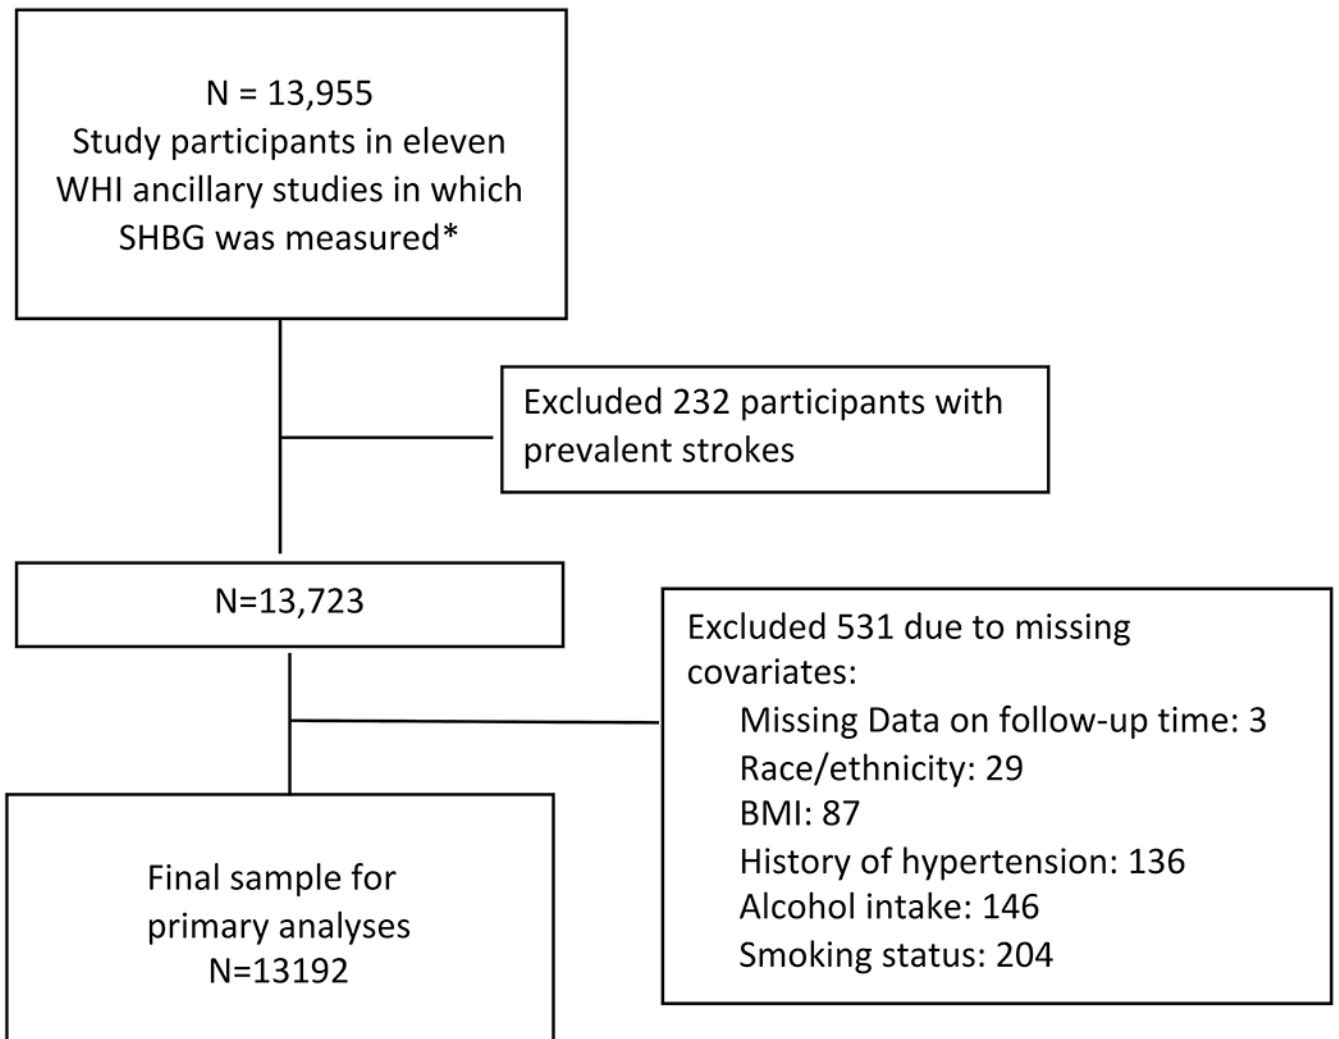 N = 13,955
Study participants in eleven
WHI ancillary studies in which
SHBG was measured*
Excluded 232 participants with
prevalent strokes
N=13,723
Excluded 531 due to missing
covariates:
Missing Data on follow-up time: 3
Race/ethnicity: 29
BMI: 87
History of hypertension: 136
Alcohol intake: 146
Smoking status: 204
Final sample for
primary analyses
N=13192